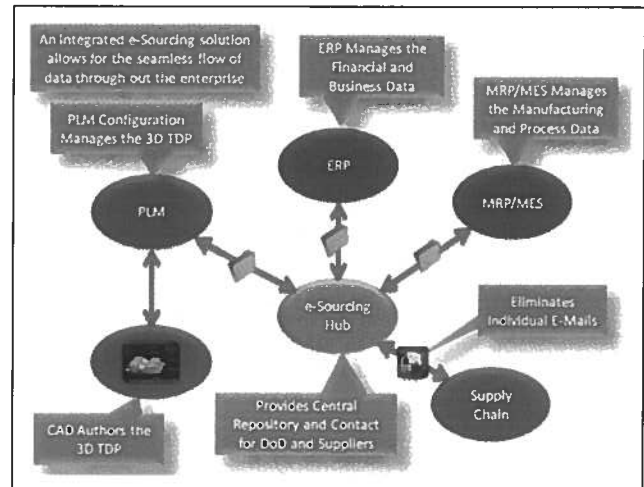 An Integrated e-Sourcing solution
allows for the seamless flow of
data through out the enterprise
ERP Manages the
Financial and
Business Data
MRP/MES Manages
the Manufacturing
and Process Data
PLM Configuration
Manages the 3D TDP
PLM
ERP
MRP/MES
e-Sourcing
Hub
Eliminates
Individual E-Mails
Supply
Chain
Provides Central
Repository and Contact
for DoD and Suppliers
CAD Authors the
3D TDP